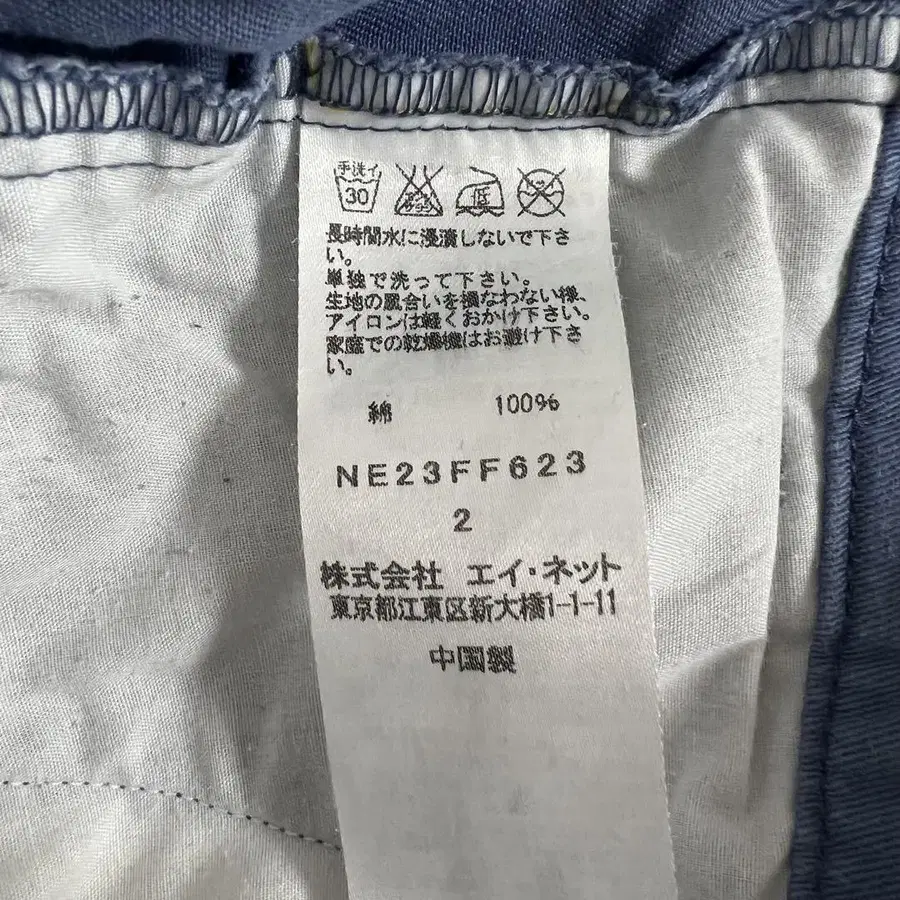 手洗イ
30
低
長時間水に浸漬しないで下さ
い。
単独で洗って下さい。
生地の風合いを損なわない様、
アイロンは軽くおかけ下さい。
家庭での乾燥機はお避け下さ
い。
綿 100%
NE23FF623
2
株式会社 エイ・ネット
東京都江東区新大橋1-1-11
中国製